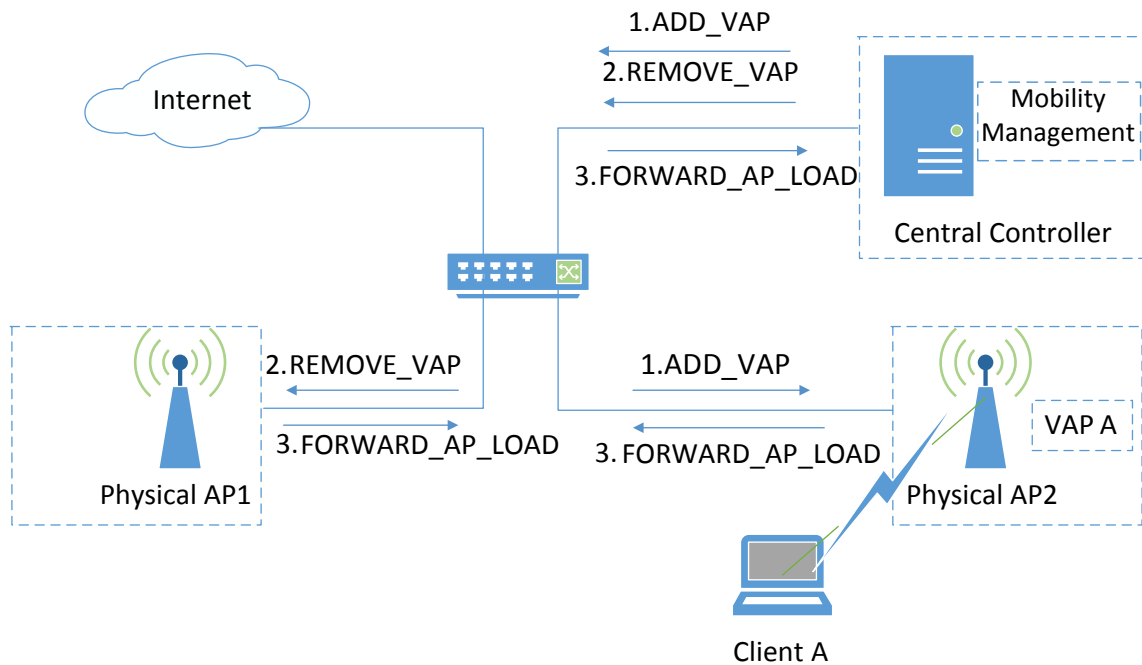 1.ADD_VAP
2.REMOVE_VAP
3.FORWARD_AP_LOAD
Internet
Mobility
Management
Central Controller
2.REMOVE_VAP
3.FORWARD_AP_LOAD
Physical AP1
1.ADD_VAP
3. FORWARD_AP_LOAD
VAP A
Physical AP2
Client A